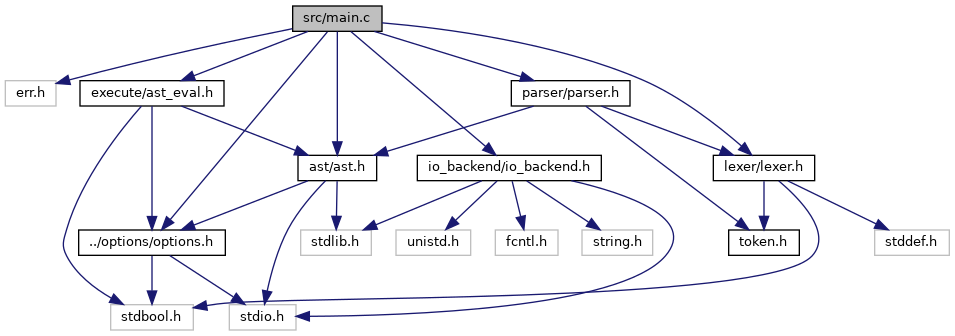 src/main.c
err.h
execute/ast_eval.h
parser/parser.h
ast/ast.h
io_backend/io_backend.h
lexer/lexer.h
../options/options.h
stdlib.h
unistd.h
fcntl.h
string.h
token.h
stddef.h
stdbool.h
stdio.h